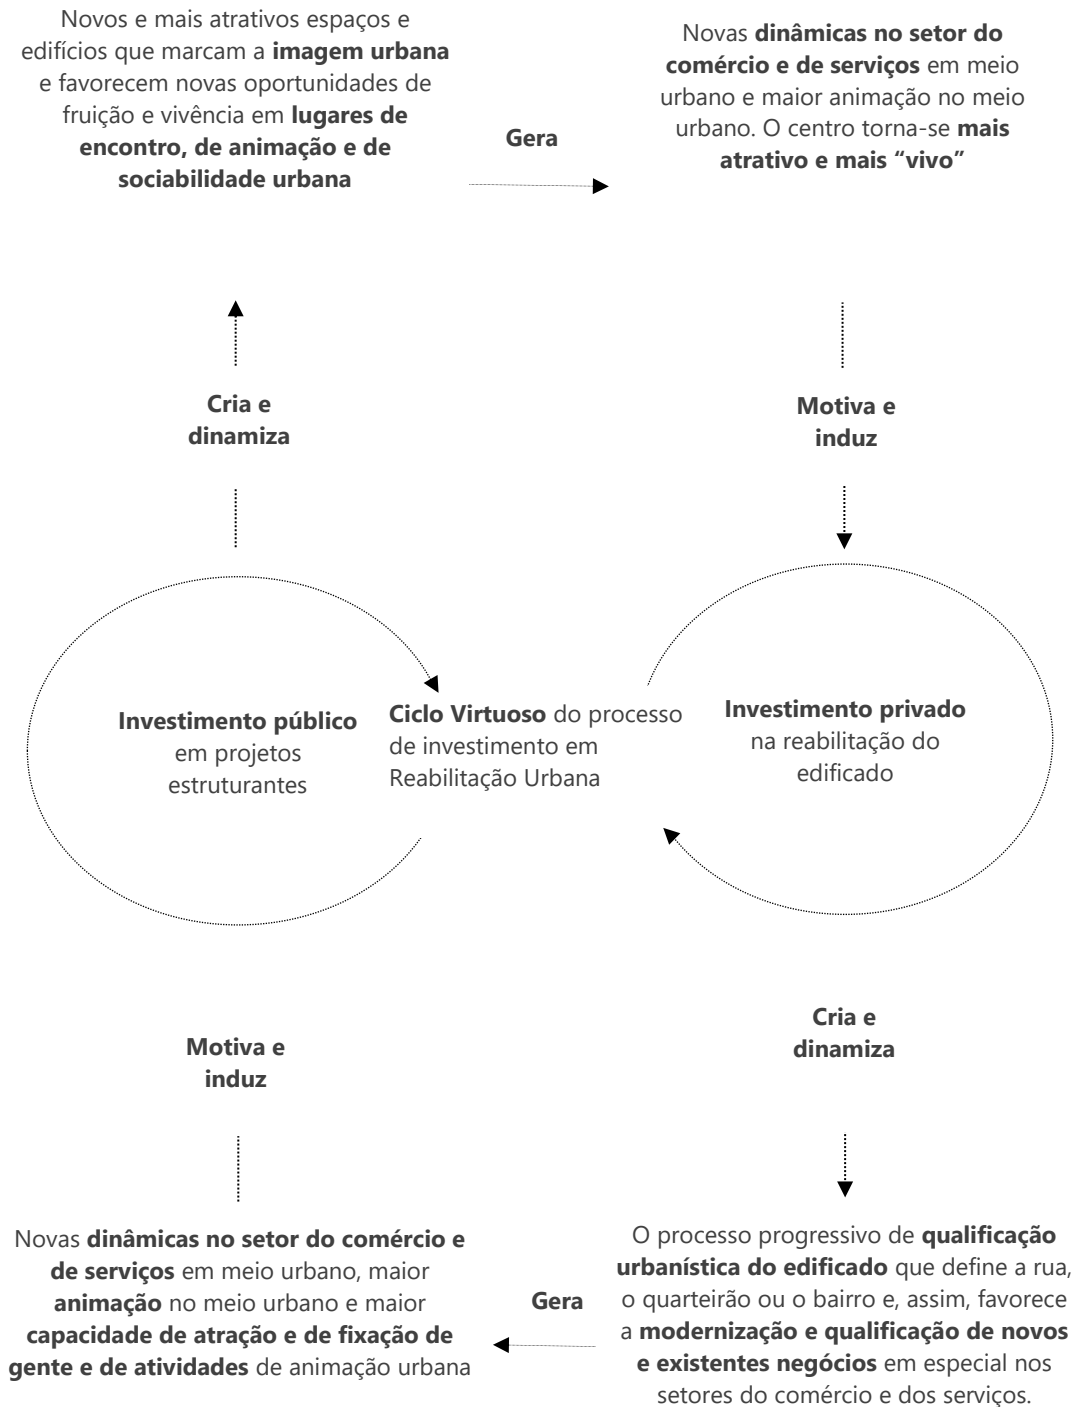 Novos e mais atrativos espaços e
edifícios que marcam a imagem urbana
e favorecem novas oportunidades de
fruição e vivência em lugares de
encontro, de animação e de
sociabilidade urbana
Gera
Novas dinâmicas no setor do
comércio e de serviços em meio
urbano e maior animação no meio
urbano. O centro torna-se mais
atrativo e mais “vivo”
Cria e
dinamiza
Motiva e
induz
Investimento público
em projetos
estruturantes
Ciclo Virtuoso do processo
de investimento em
Reabilitação Urbana
Investimento privado
na reabilitação do
edificado
Motiva e
induz
Cria e
dinamiza
Novas dinâmicas no setor do comércio e
de serviços em meio urbano, maior
animação no meio urbano e maior
capacidade de atração e de fixação de
gente e de atividades de animação urbana
Gera
O processo progressivo de qualificação
urbanística do edificado que define a rua,
o quarteirão ou o bairro e, assim, favorece
a modernização e qualificação de novos
e existentes negócios em especial nos
setores do comércio e dos serviços.